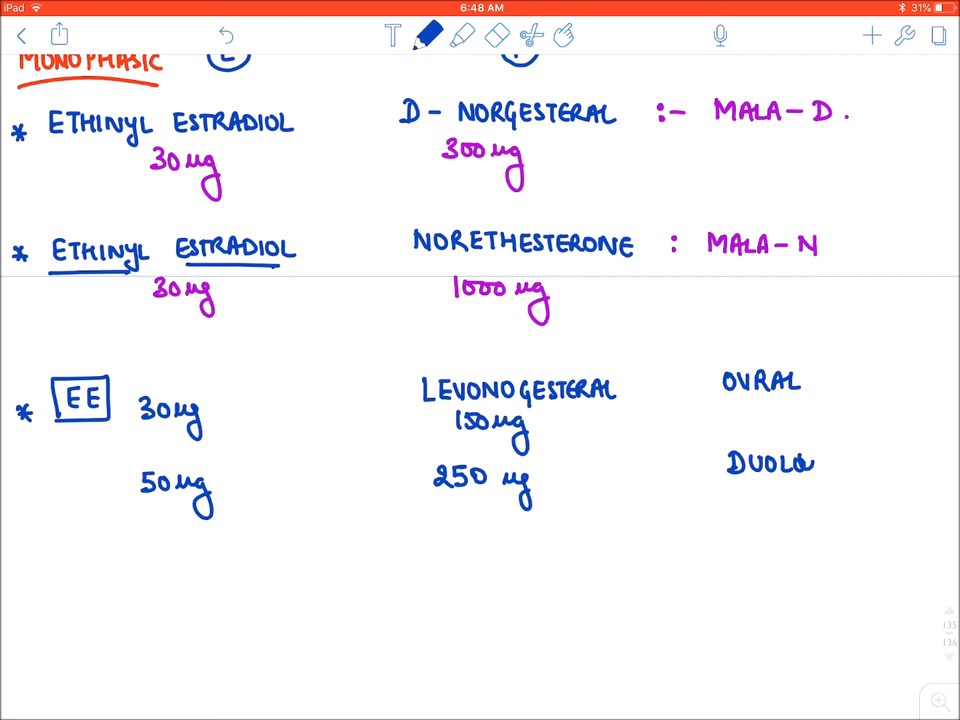 iPad 6:48 AM 31%
T
MONOPHASIC E
* ETHINYL ESTRADIOL D - NORGESTERAL :- MALA - D .
30 ug 300 ug
* ETHINYL ESTRADIOL NORETHESTERONE : MALA - N
30 ug 1000 ug
* EE 30 ug LEVONOGESTERAL OVRAL
150 ug
50 ug 250 ug DUOLU
135
136